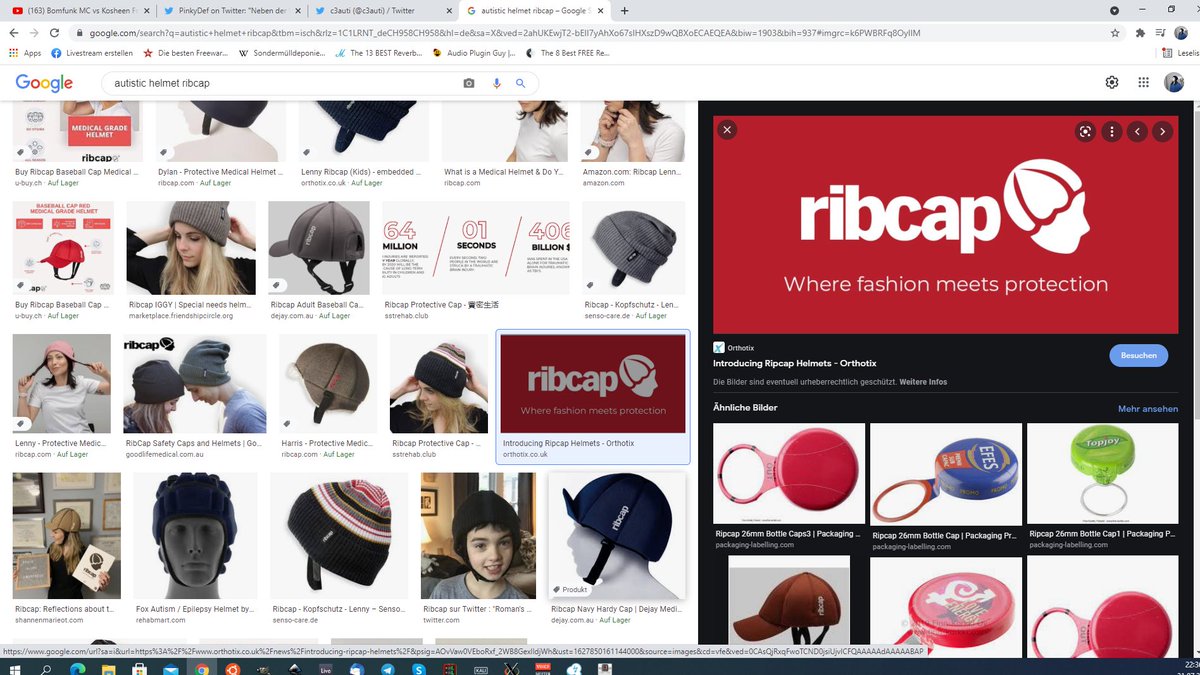 (163) Bomfunk MC vs Kosheen F
PinkyDef on Twitter: "Neben der
c3auti (@c3auti) / Twitter
autistic helmet ribcap – Google S
google.com/search?q=autistic+helmet+ribcap&tbm=isch&rlz=1C1LRNT_deCH958CH958&hl=de&sa=X&ved=2ahUKEwjT2-bEII7yAhXo67sIHXszD9wQBXoECAEQEA&biw=1903&bih=937#imgrc=k6PWBRFq8OyIIM
Apps
Livestream erstellen
Die besten Freewar...
Sondermülldeponie...
The 13 BEST Reverb...
Audio Plugin Guy |...
The 8 Best FREE Re...
Leselis
Google
autistic helmet ribcap
MEDICAL GRADE
HELMET
ribcap
Buy Ribcap Baseball Cap Medical ...
u-buy.ch · Auf Lager
Dylan - Protective Medical Helmet ...
ribcap.com · Auf Lager
Lenny Ribcap (Kids) - embedded ...
orthotix.co.uk · Auf Lager
What is a Medical Helmet & Do Y...
ribcap.com
Amazon.com: Ribcap Lenn...
amazon.com
BASEBALL CAP RED
MEDICAL GRADE HELMET
.ap
ribcap
64
MILLION
01
SECONDS
406
BILLION $
Buy Ribcap Baseball Cap ...
u-buy.ch · Auf Lager
Ribcap IGGY | Special needs helm...
marketplace.friendshipcircle.org
Ribcap Adult Baseball Ca...
dejay.com.au · Auf Lager
Ribcap Protective Cap - 寶密生活
sstrehab.club
Ribcap - Kopfschutz - Len...
senso-care.de · Auf Lager
ribcap
ribcap
Where fashion meets protection
Lenny - Protective Medic...
ribcap.com · Auf Lager
RibCap Safety Caps and Helmets | Go...
goodlifemedical.com.au
Harris - Protective Medic...
ribcap.com · Auf Lager
Ribcap Protective Cap - ...
sstrehab.club
Introducing Ripcap Helmets - Orthotix
orthotix.co.uk
ribcap
ribcap
Produkt
Ribcap: Reflections about t...
shannenmarieot.com
Fox Autism / Epilepsy Helmet by...
rehabmart.com
Ribcap - Kopfschutz - Lenny – Senso...
senso-care.de
Ribcap sur Twitter : "Roman's ...
twitter.com
Ribcap Navy Hardy Cap | Dejay Medi...
dejay.com.au · Auf Lager
ribcap
Where fashion meets protection
Orthotix
Introducing Ripcap Helmets - Orthotix
Besuchen
Die Bilder sind eventuell urheberrechtlich geschützt. Weitere Infos
Ähnliche Bilder
Mehr ansehen
EFES
PROMO
Topjoy
Ripcap 26mm Bottle Caps3 | Packaging ...
packaging-labelling.com
Ripcap 26mm Bottle Cap | Packaging Pr...
packaging-labelling.com
Ripcap 26mm Bottle Cap1 | Packaging P...
packaging-labelling.com
ribcap
https://www.google.com/url?sa=i&url=https%3A%2F%2Fwww.orthotix.co.uk%2Fnews%2Fintroducing-ripcap-helmets%2F&psig=AOvVaw0VEboRxf_2WB8GexlldjWh&ust=1627850161144000&source=images&cd=vfe&ved=0CAsQjRxqFwoTCND0jsiUjvICFQAAAAAdAAAAABAP
Live
KALI
22:3